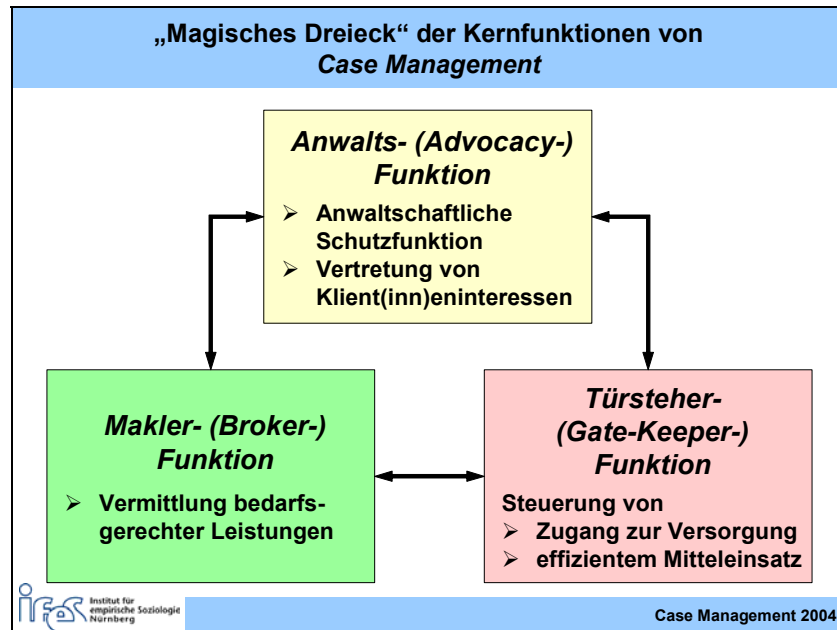 „Magisches Dreieck“ der Kernfunktionen von
Case Management
Anwalts- (Advocacy-)
Funktion
➢ Anwaltschaftliche
Schutzfunktion
➢ Vertretung von
Klient(inn)eninteressen
Makler- (Broker-)
Funktion
➢ Vermittlung bedarfs-
gerechter Leistungen
Türsteher-
(Gate-Keeper-)
Funktion
Steuerung von
➢ Zugang zur Versorgung
➢ effizientem Mitteleinsatz
ifes Institut für
empirische Soziologie
Nürnberg
Case Management 2004